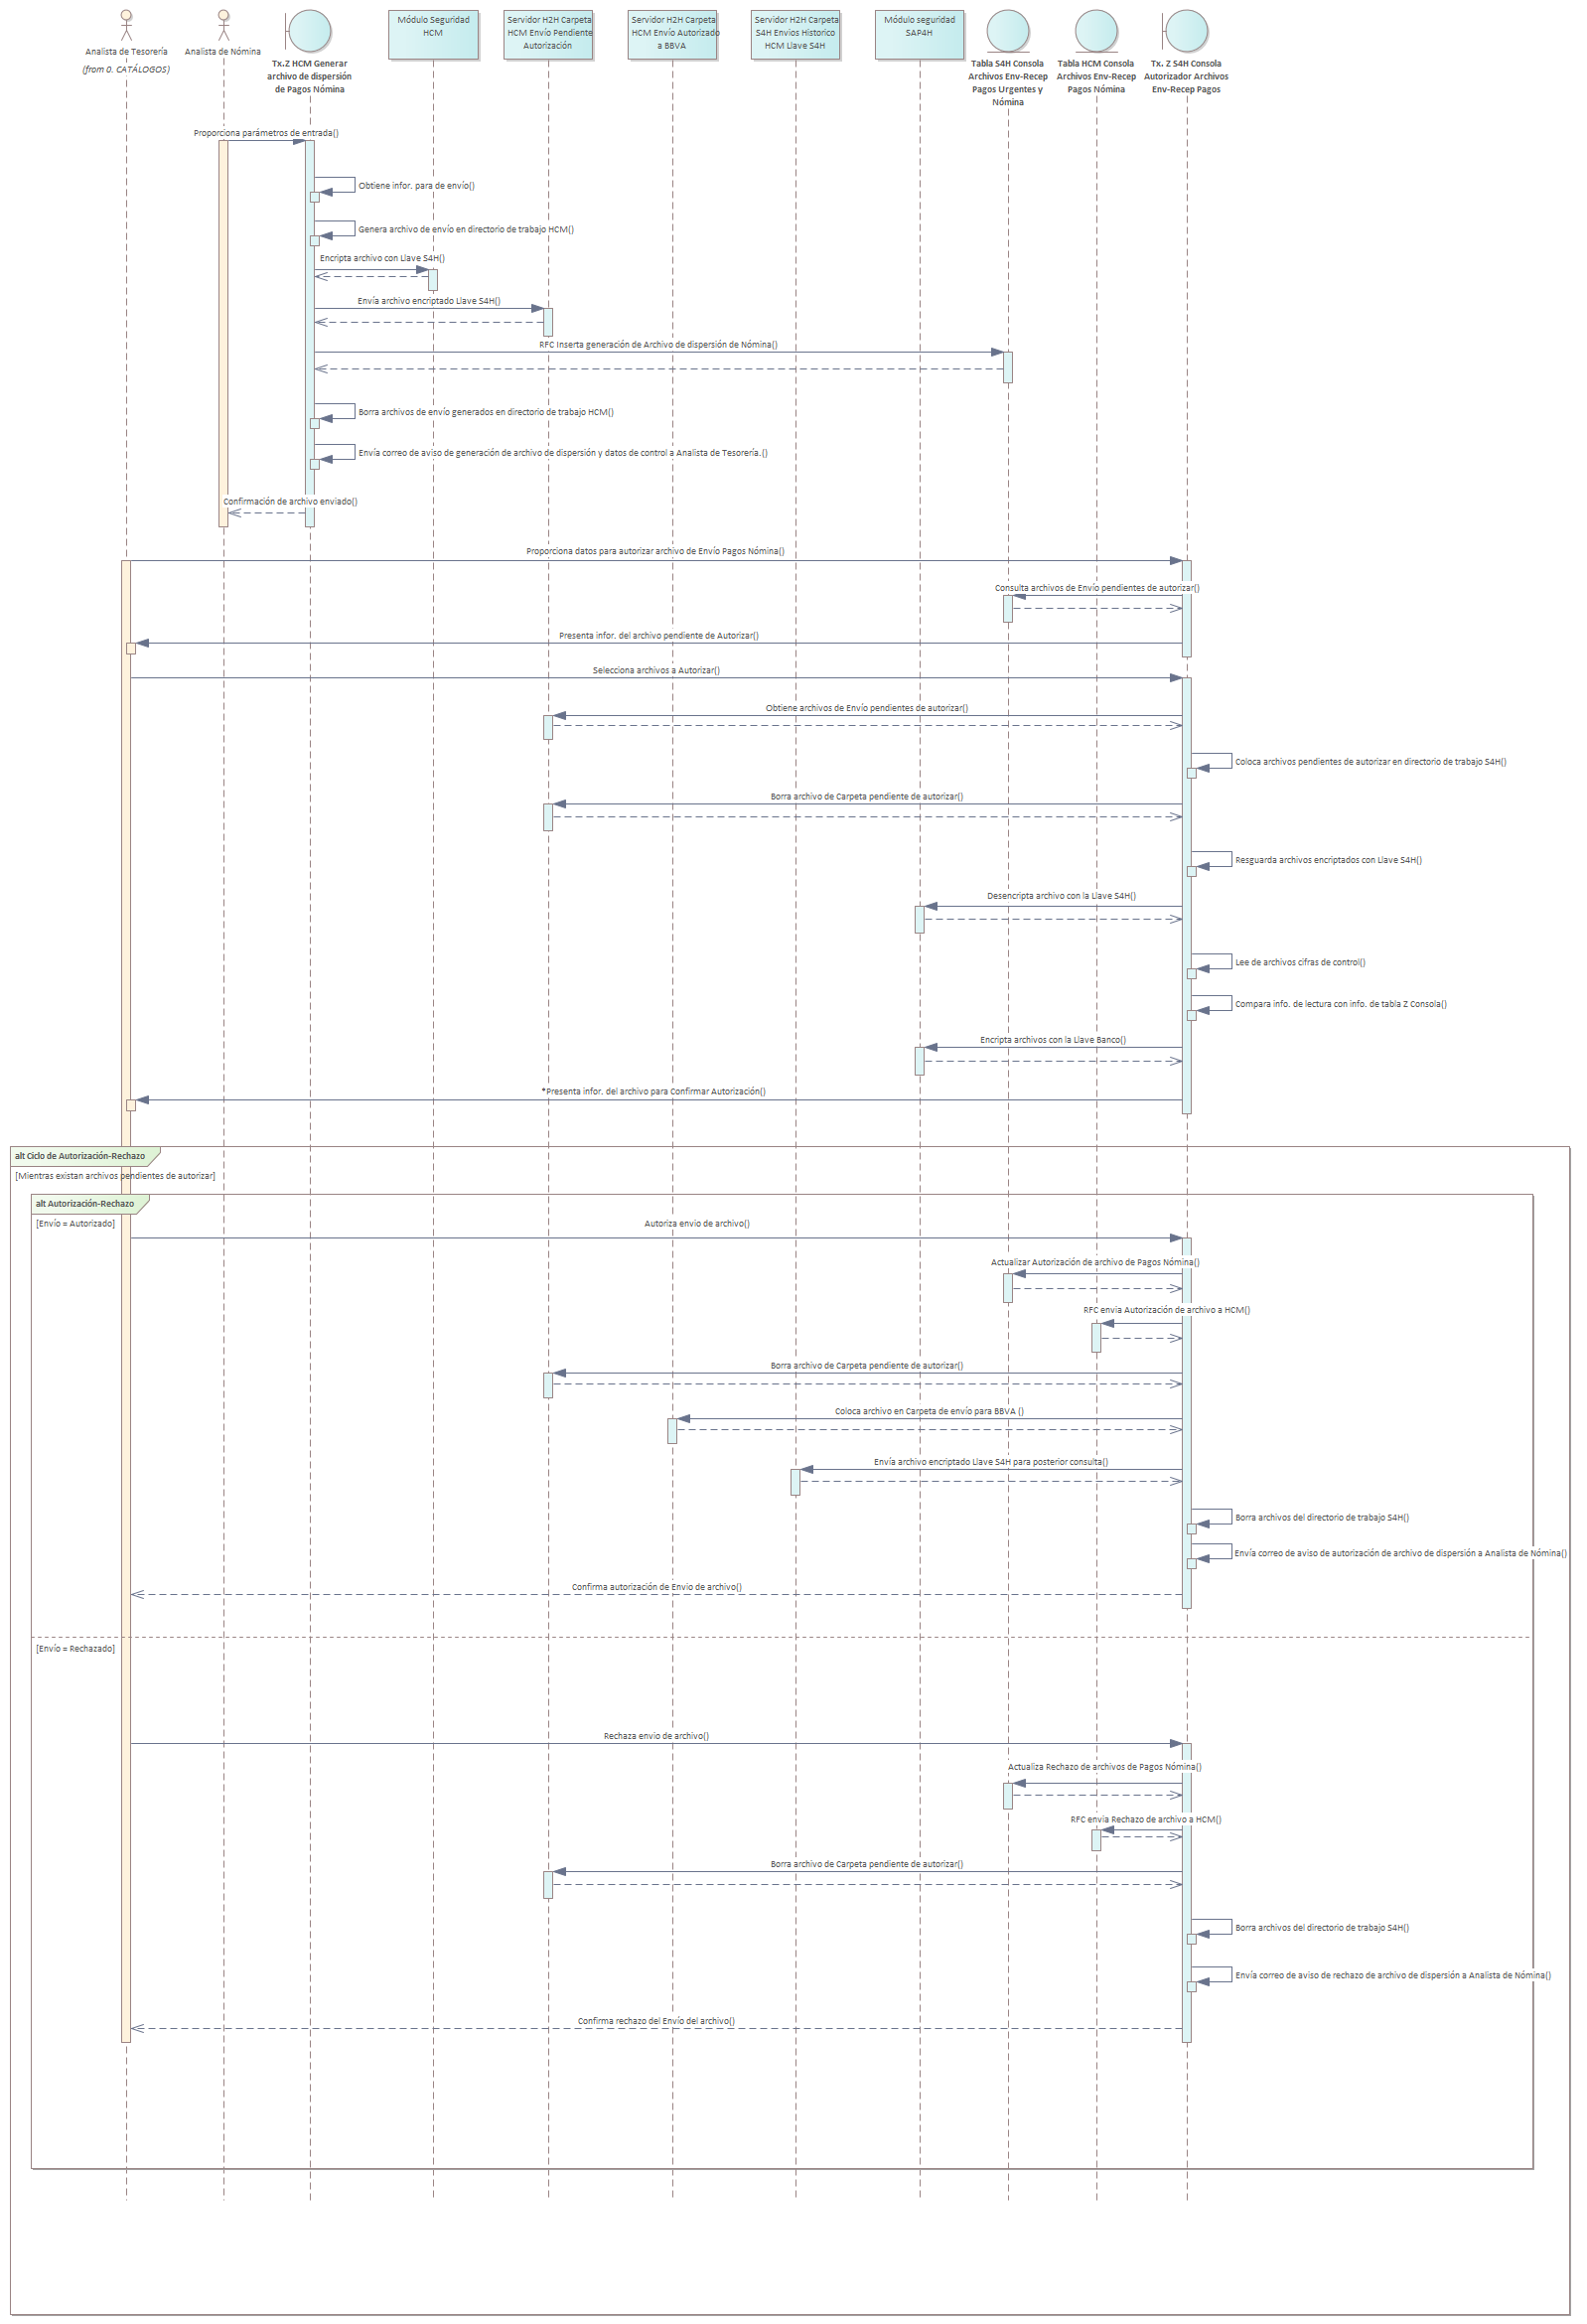 Analista de Tesorería
(from 0. CATÁLOGOS)
Analista de Nómina
Tx.Z HCM Generar
archivo de dispersión
de Pagos Nómina
Módulo Seguridad
HCM
Servidor H2H Carpeta
HCM Envío Pendiente
Autorización
Servidor H2H Carpeta
HCM Envío Autorizado
a BBVA
Servidor H2H Carpeta
S4H Envios Historico
HCM Llave S4H
Módulo seguridad
SAP4H
Tabla S4H Consola
Archivos Env-Recep
Pagos Urgentes y
Nómina
Tabla HCM Consola
Archivos Env-Recep
Pagos Nómina
Tx. Z S4H Consola
Autorizador Archivos
Env-Recep Pagos
Proporciona parámetros de entrada()
Obtiene infor. para de envío()
Genera archivo de envío en directorio de trabajo HCM()
Encripta archivo con Llave S4H()
Envía archivo encriptado Llave S4H()
RFC Inserta generación de Archivo de dispersión de Nómina()
Borra archivos de envío generados en directorio de trabajo HCM()
Envía correo de aviso de generación de archivo de dispersión y datos de control a Analista de Tesorería.()
Confirmación de archivo enviado()
Proporciona datos para autorizar archivo de Envío Pagos Nómina()
Consulta archivos de Envío pendientes de autorizar()
Presenta infor. del archivo pendiente de Autorizar()
Selecciona archivos a Autorizar()
Obtiene archivos de Envío pendientes de autorizar()
Coloca archivos pendientes de autorizar en directorio de trabajo S4H()
Borra archivo de Carpeta pendiente de autorizar()
Resguarda archivos encriptados con Llave S4H()
Desencripta archivo con la Llave S4H()
Lee de archivos cifras de control()
Compara info. de lectura con info. de tabla Z Consola()
Encripta archivos con la Llave Banco()
*Presenta infor. del archivo para Confirmar Autorización()
alt Ciclo de Autorización-Rechazo
[Mientras existan archivos pendientes de autorizar]
alt Autorización-Rechazo
[Envío = Autorizado]
Autoriza envio de archivo()
Actualizar Autorización de archivo de Pagos Nómina()
RFC envia Autorización de archivo a HCM()
Borra archivo de Carpeta pendiente de autorizar()
Coloca archivo en Carpeta de envío para BBVA ()
Envía archivo encriptado Llave S4H para posterior consulta()
Borra archivos del directorio de trabajo S4H()
Envía correo de aviso de autorización de archivo de dispersión a Analista de Nómina()
Confirma autorización de Envio de archivo()
[Envío = Rechazado]
Rechaza envio de archivo()
Actualiza Rechazo de archivos de Pagos Nómina()
RFC envia Rechazo de archivo a HCM()
Borra archivo de Carpeta pendiente de autorizar()
Borra archivos del directorio de trabajo S4H()
Envía correo de aviso de rechazo de archivo de dispersión a Analista de Nómina()
Confirma rechazo del Envío del archivo()